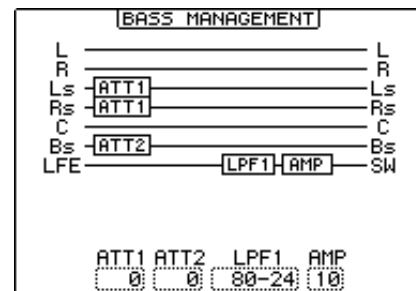 BASS MANAGEMENT
L L
R R
Ls ATT1 Ls
Rs ATT1 Rs
C C
Bs ATT2 Bs
LFE LPF1 AMP SW
ATT1 ATT2 LPF1 AMP
0 0 80-24 10